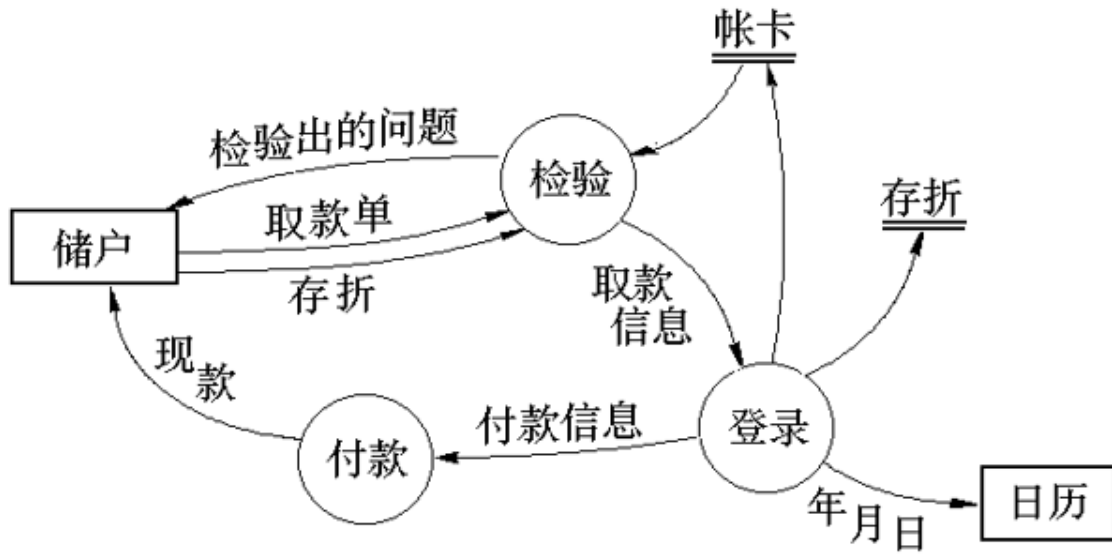 帐卡
检验出的问题
检验
存折
取款单
储户
存折
取款
信息
现款
付款信息
登录
付款
年月日
日历